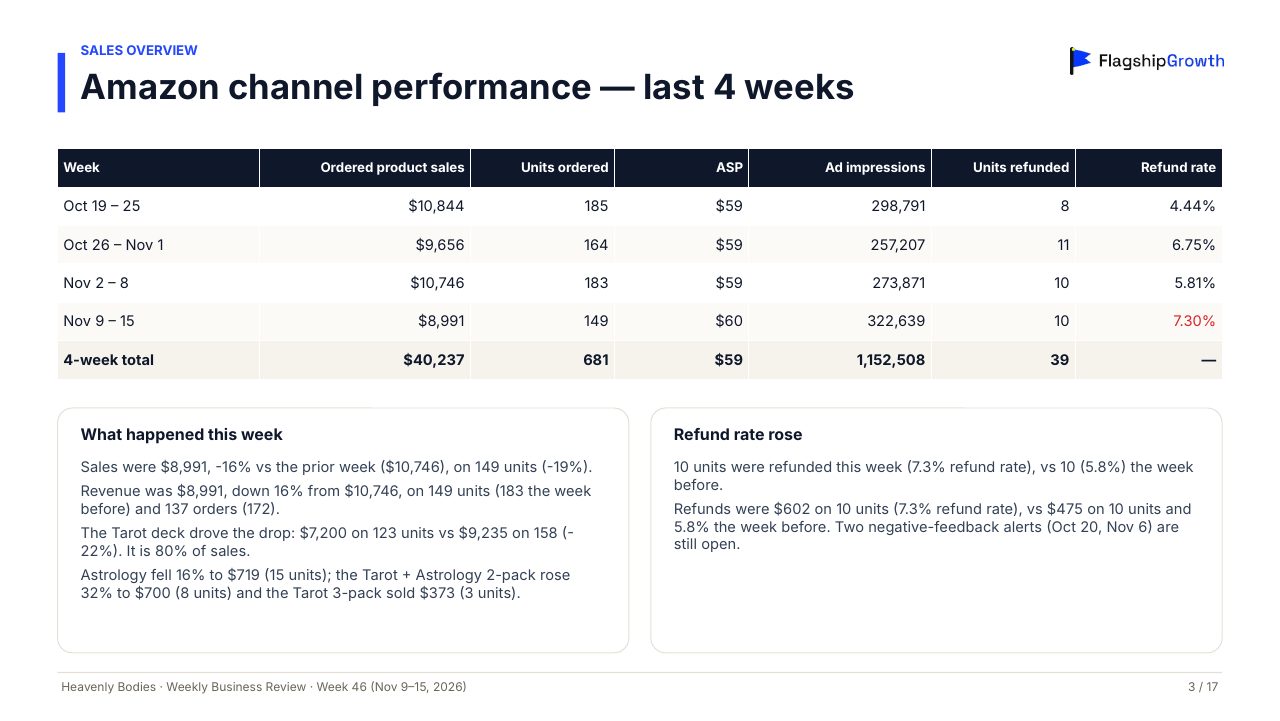 SALES OVERVIEW
Amazon channel performance — last 4 weeks
FlagshipGrowth
Week Ordered product sales Units ordered ASP Ad impressions Units refunded Refund rate
Oct 19 – 25 $10,844 185 $59 298,791 8 4.44%
Oct 26 – Nov 1 $9,656 164 $59 257,207 11 6.75%
Nov 2 – 8 $10,746 183 $59 273,871 10 5.81%
Nov 9 – 15 $8,991 149 $60 322,639 10 7.30%
4-week total $40,237 681 $59 1,152,508 39 —
What happened this week
Sales were $8,991, -16% vs the prior week ($10,746), on 149 units (-19%).
Revenue was $8,991, down 16% from $10,746, on 149 units (183 the week
before) and 137 orders (172).
The Tarot deck drove the drop: $7,200 on 123 units vs $9,235 on 158 (-
22%). It is 80% of sales.
Astrology fell 16% to $719 (15 units); the Tarot + Astrology 2-pack rose
32% to $700 (8 units) and the Tarot 3-pack sold $373 (3 units).
Refund rate rose
10 units were refunded this week (7.3% refund rate), vs 10 (5.8%) the week
before.
Refunds were $602 on 10 units (7.3% refund rate), vs $475 on 10 units and
5.8% the week before. Two negative-feedback alerts (Oct 20, Nov 6) are
still open.
Heavenly Bodies · Weekly Business Review · Week 46 (Nov 9–15, 2026)
3 / 17